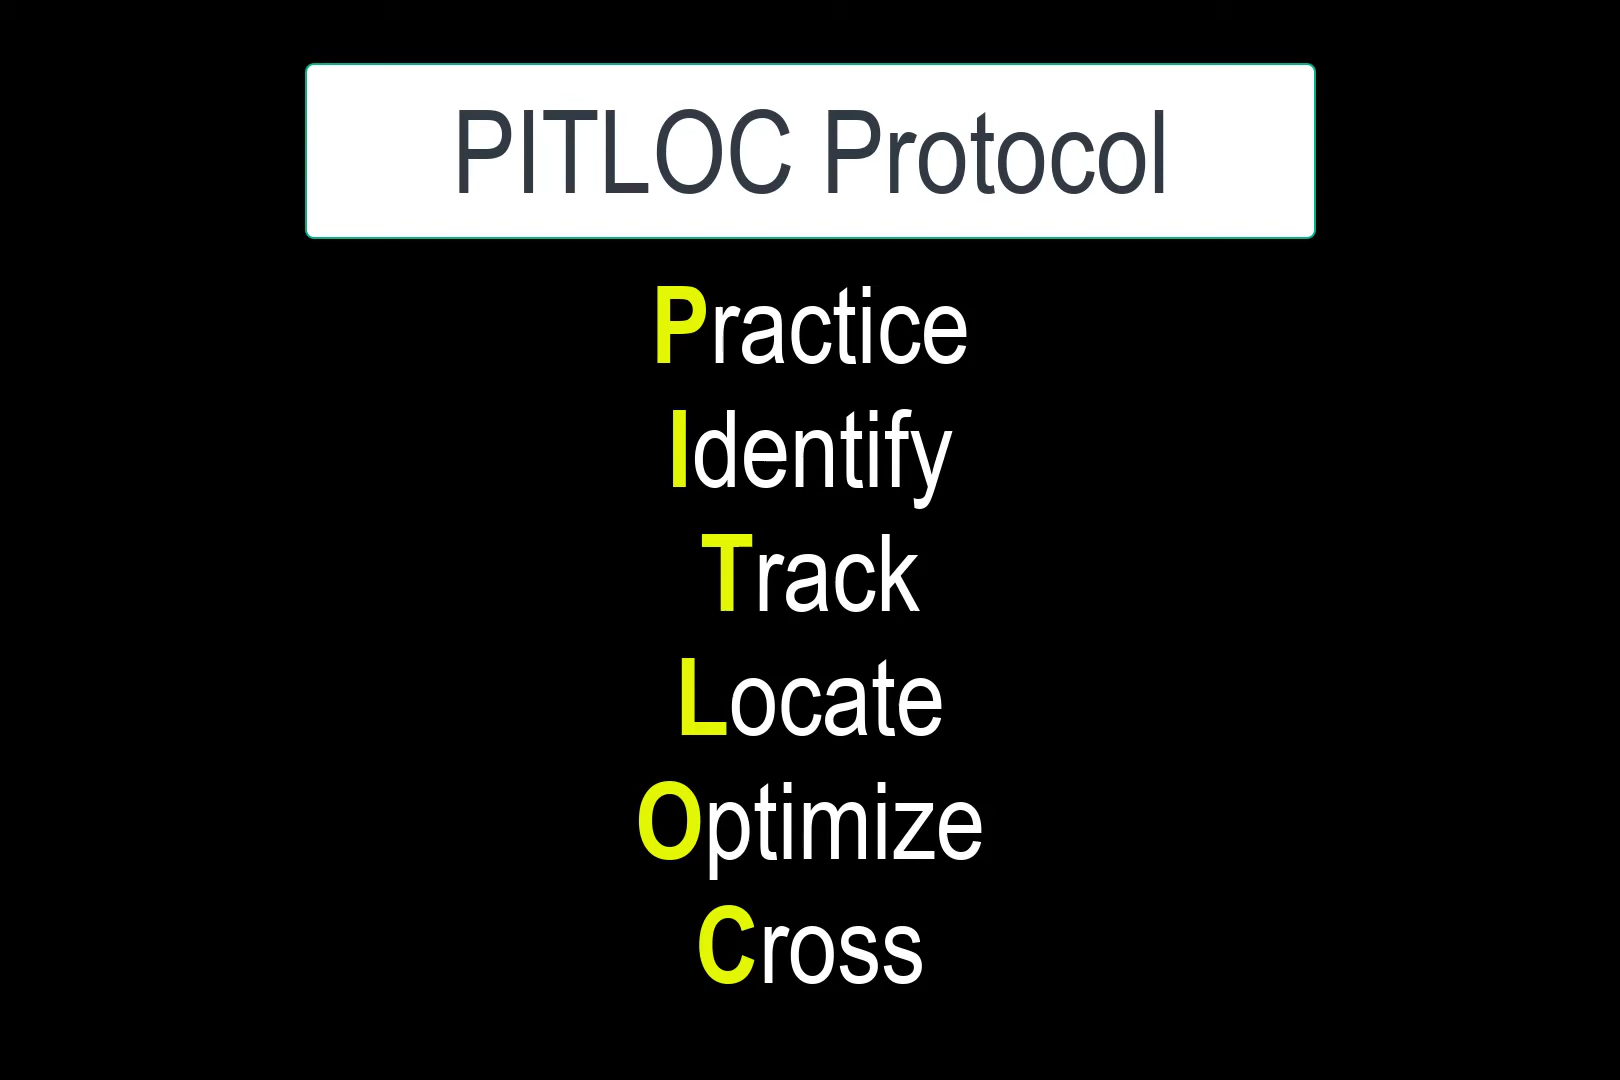 PITLOC Protocol
Practice
Identify
Track
Locate
Optimize
Cross